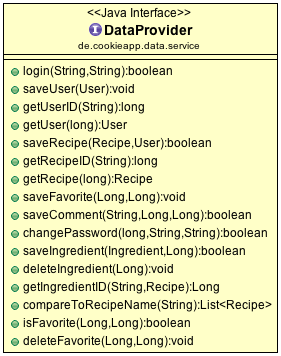 <<Java Interface>>
I DataProvider
de.cookieapp.data.service
login(String,String):boolean
saveUser(User):void
getUserID(String):long
getUser(long):User
saveRecipe(Recipe,User):boolean
getRecipeID(String):long
getRecipe(long):Recipe
saveFavorite(Long,Long):void
saveComment(String,Long,Long):boolean
changePassword(long,String,String):boolean
saveIngredient(Ingredient,Long):boolean
deleteIngredient(Long):void
getIngredientID(String,Recipe):Long
compareToRecipeName(String):List<Recipe>
isFavorite(Long,Long):boolean
deleteFavorite(Long,Long):void